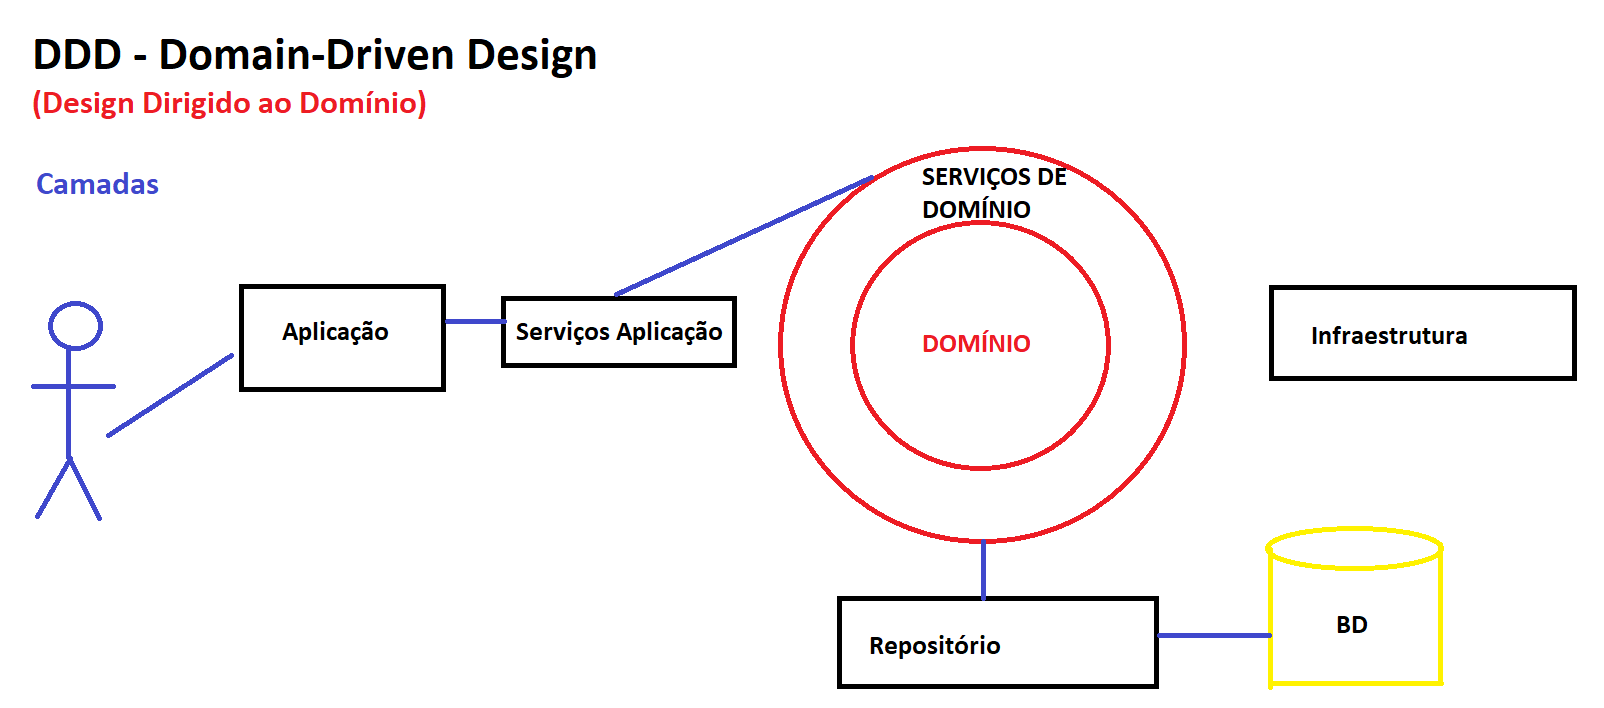 DDD - Domain-Driven Design
(Design Dirigido ao Domínio)
Camadas
SERVIÇOS DE
DOMÍNIO
Aplicação
Serviços Aplicação
DOMÍNIO
Infraestrutura
Repositório
BD